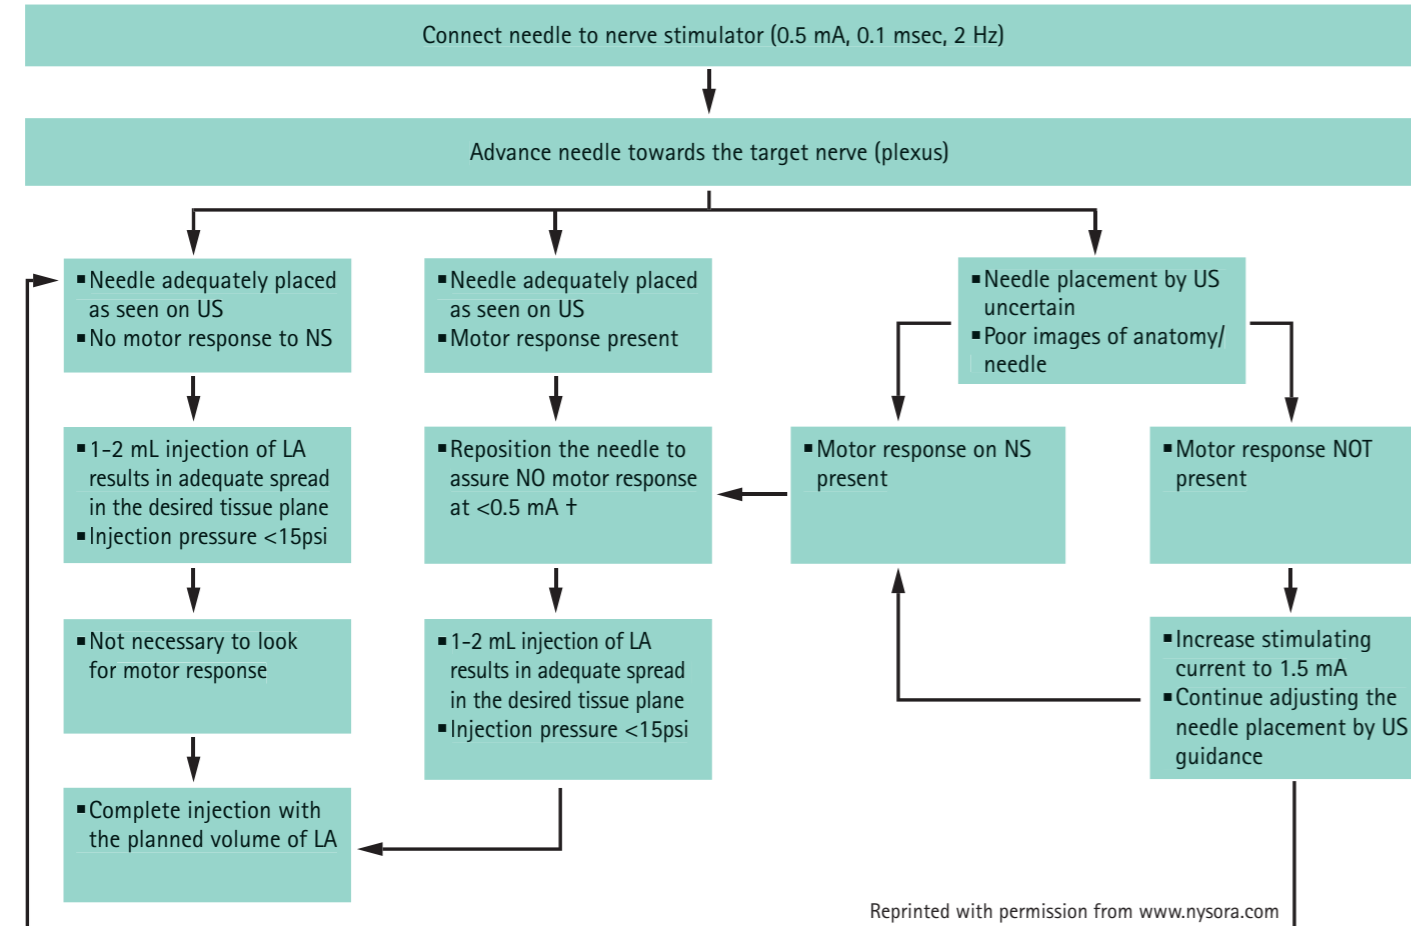 Connect needle to nerve stimulator (0.5 mA, 0.1 msec, 2 Hz)
Advance needle towards the target nerve (plexus)
▪ Needle adequately placed
as seen on US
▪ No motor response to NS
▪ Needle adequately placed
as seen on US
▪ Motor response present
▪ Needle placement by US
uncertain
▪ Poor images of anatomy/
needle
▪ 1-2 mL injection of LA
results in adequate spread
in the desired tissue plane
▪ Injection pressure <15psi
▪ Reposition the needle to
assure NO motor response
at <0.5 mA †
▪ Motor response on NS
present
▪ Motor response NOT
present
▪ Not necessary to look
for motor response
▪ 1-2 mL injection of LA
results in adequate spread
in the desired tissue plane
▪ Injection pressure <15psi
▪ Increase stimulating
current to 1.5 mA
▪ Continue adjusting the
needle placement by US
guidance
▪ Complete injection with
the planned volume of LA
Reprinted with permission from www.nysora.com